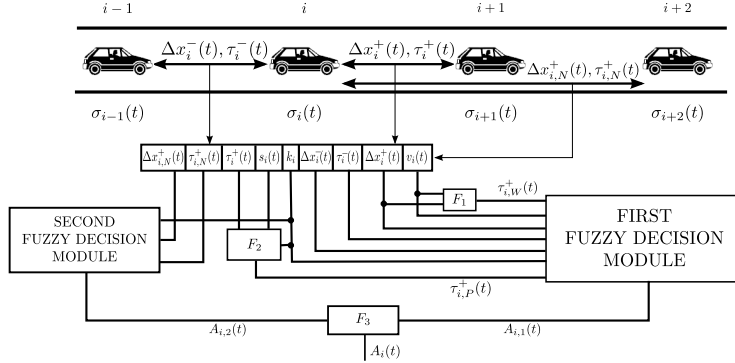 i − 1 i i + 1 i + 2
Δx_i^-(t), τ_i^-(t) Δx_i^+(t), τ_i^+(t)
Δx_{i,N}^+(t), τ_{i,N}^+(t)
σ_{i−1}(t) σ_i(t) σ_{i+1}(t) σ_{i+2}(t)
Δx_{i,N}^+(t) τ_{i,N}^+(t) τ_i^+(t) s_i(t) k_i Δx_i^-(t) τ_i^-(t) Δx_i^+(t) v_i(t)
F_1
τ_{i,W}^+(t)
SECOND
FUZZY DECISION
MODULE
F_2
FIRST
FUZZY DECISION
MODULE
τ_{i,P}^+(t)
F_3
A_{i,2}(t) A_{i,1}(t)
A_i(t)